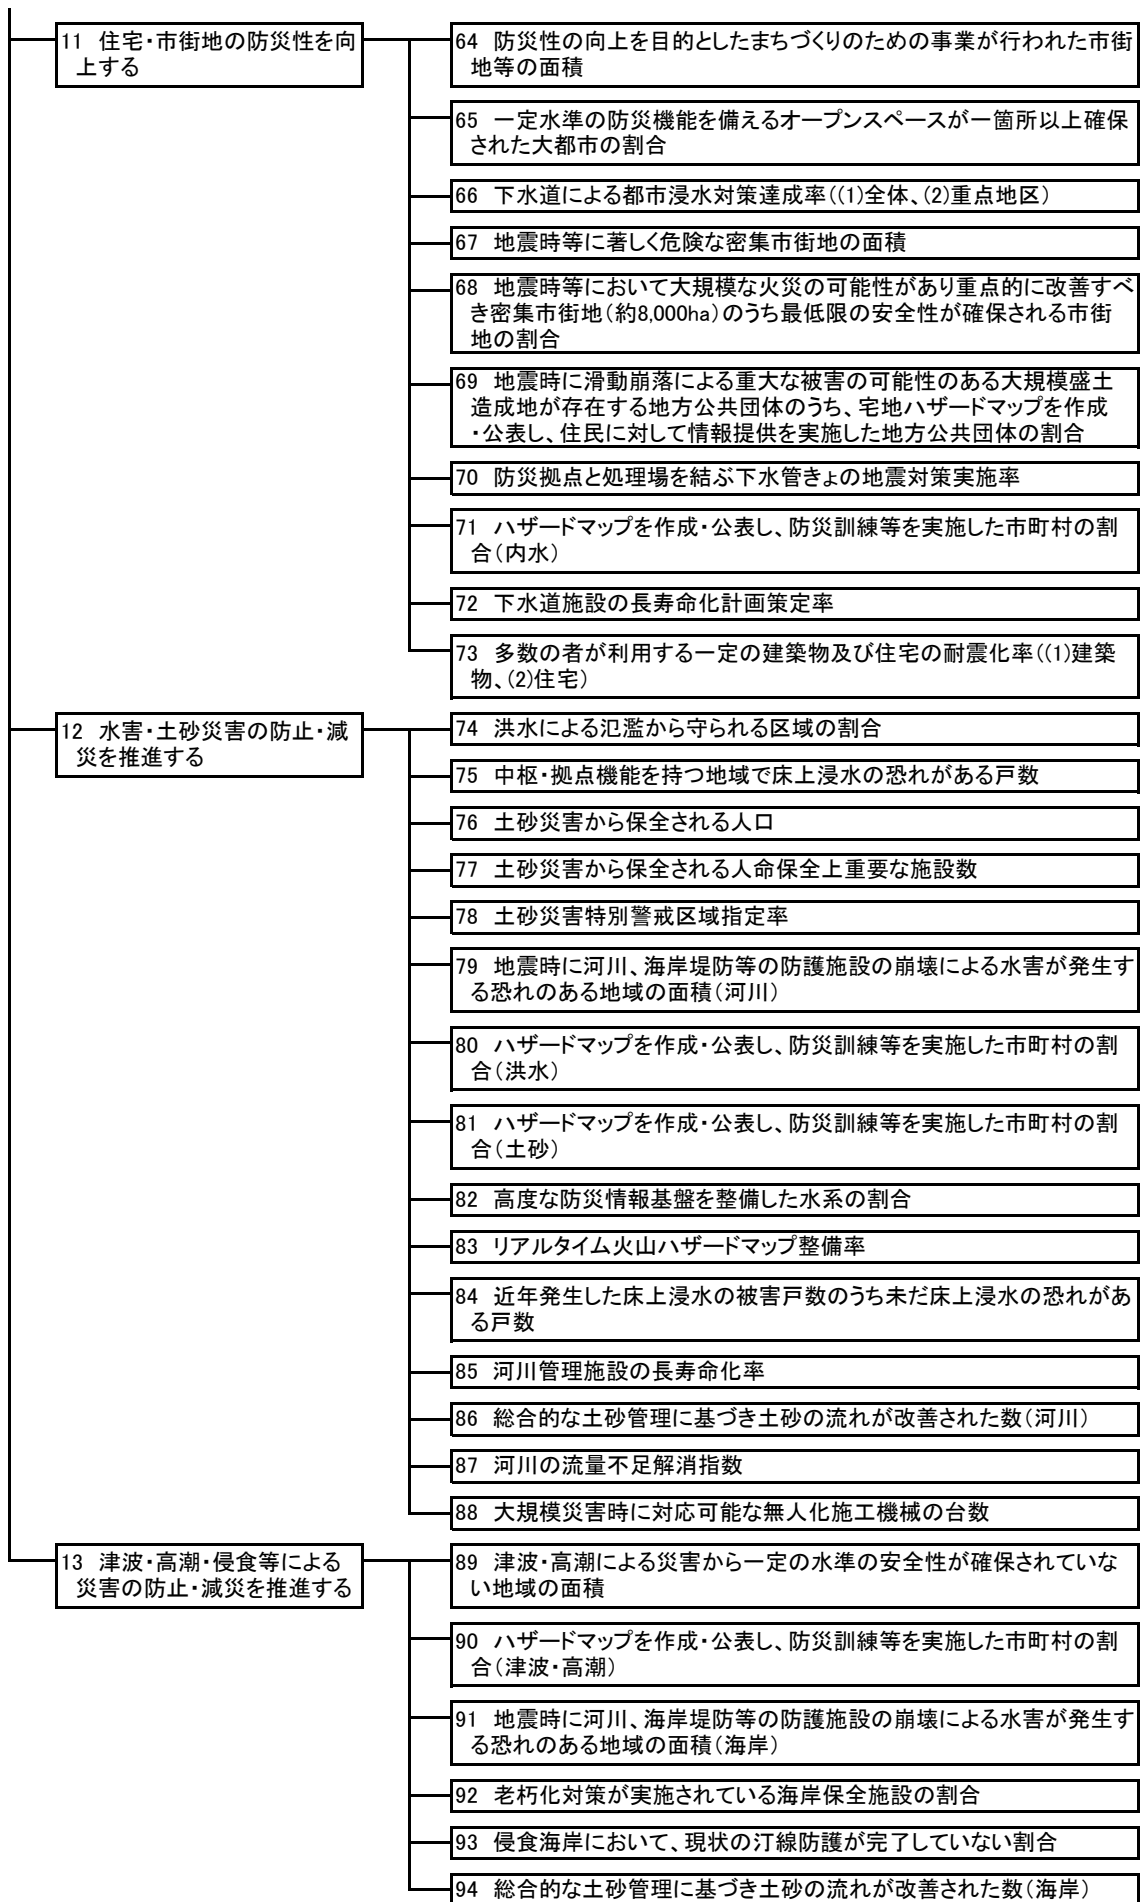 11 住宅・市街地の防災性を向
上する
64 防災性の向上を目的としたまちづくりのための事業が行われた市街
地等の面積
65 一定水準の防災機能を備えるオープンスペースが一箇所以上確保
された大都市の割合
66 下水道による都市浸水対策達成率((1)全体、(2)重点地区)
67 地震時等に著しく危険な密集市街地の面積
68 地震時等において大規模な火災の可能性があり重点的に改善すべ
き密集市街地(約8,000ha)のうち最低限の安全性が確保される市街
地の割合
69 地震時に滑動崩落による重大な被害の可能性のある大規模盛土
造成地が存在する地方公共団体のうち、宅地ハザードマップを作成
・公表し、住民に対して情報提供を実施した地方公共団体の割合
70 防災拠点と処理場を結ぶ下水管きょの地震対策実施率
71 ハザードマップを作成・公表し、防災訓練等を実施した市町村の割
合(内水)
72 下水道施設の長寿命化計画策定率
73 多数の者が利用する一定の建築物及び住宅の耐震化率((1)建築
物、(2)住宅)
12 水害・土砂災害の防止・減
災を推進する
74 洪水による氾濫から守られる区域の割合
75 中枢・拠点機能を持つ地域で床上浸水の恐れがある戸数
76 土砂災害から保全される人口
77 土砂災害から保全される人命保全上重要な施設数
78 土砂災害特別警戒区域指定率
79 地震時に河川、海岸堤防等の防護施設の崩壊による水害が発生す
る恐れのある地域の面積(河川)
80 ハザードマップを作成・公表し、防災訓練等を実施した市町村の割
合(洪水)
81 ハザードマップを作成・公表し、防災訓練等を実施した市町村の割
合(土砂)
82 高度な防災情報基盤を整備した水系の割合
83 リアルタイム火山ハザードマップ整備率
84 近年発生した床上浸水の被害戸数のうち未だ床上浸水の恐れがあ
る戸数
85 河川管理施設の長寿命化率
86 総合的な土砂管理に基づき土砂の流れが改善された数(河川)
87 河川の流量不足解消指数
88 大規模災害時に対応可能な無人化施工機械の台数
13 津波・高潮・侵食等による
災害の防止・減災を推進する
89 津波・高潮による災害から一定の水準の安全性が確保されていな
い地域の面積
90 ハザードマップを作成・公表し、防災訓練等を実施した市町村の割
合(津波・高潮)
91 地震時に河川、海岸堤防等の防護施設の崩壊による水害が発生す
る恐れのある地域の面積(海岸)
92 老朽化対策が実施されている海岸保全施設の割合
93 侵食海岸において、現状の汀線防護が完了していない割合
94 総合的な土砂管理に基づき土砂の流れが改善された数(海岸)